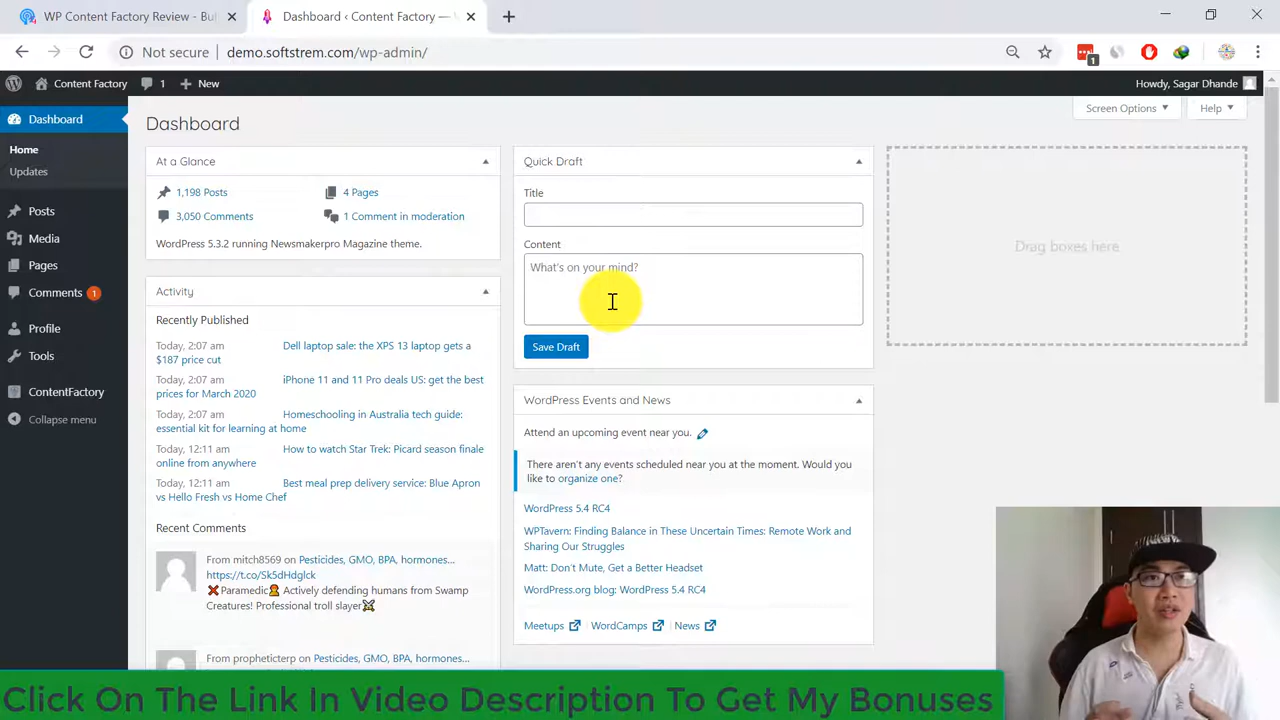 WP Content Factory Review - Bu
Dashboard ‹ Content Factory —
Not secure
demo.softstrem.com/wp-admin/
1
Content Factory
1
New
Howdy, Sagar Dhande
Dashboard
Home
Updates
Posts
Media
Pages
Comments 1
Profile
Tools
ContentFactory
Collapse menu
Dashboard
Screen Options
Help
At a Glance
1,198 Posts
4 Pages
3,050 Comments
1 Comment in moderation
WordPress 5.3.2 running Newsmakerpro Magazine theme.
Activity
Recently Published
Today, 2:07 am Dell laptop sale: the XPS 13 laptop gets a
$187 price cut
Today, 2:07 am iPhone 11 and 11 Pro deals US: get the best
prices for March 2020
Today, 2:07 am Homeschooling in Australia tech guide:
essential kit for learning at home
Today, 12:11 am How to watch Star Trek: Picard season finale
online from anywhere
Today, 12:11 am Best meal prep delivery service: Blue Apron
vs Hello Fresh vs Home Chef
Recent Comments
From mitch8569 on Pesticides, GMO, BPA, hormones…
https://t.co/Sk5dHdglck
❌Paramedic Actively defending humans from Swamp
Creatures! Professional troll slayer
From propheticterp on Pesticides, GMO, BPA, hormones…
Quick Draft
Title
Content
What's on your mind?
Save Draft
WordPress Events and News
Attend an upcoming event near you.
There aren't any events scheduled near you at the moment. Would you
like to organize one?
WordPress 5.4 RC4
WPTavern: Finding Balance in These Uncertain Times: Remote Work and
Sharing Our Struggles
Matt: Don't Mute, Get a Better Headset
WordPress.org blog: WordPress 5.4 RC4
Meetups
WordCamps
News
Drag boxes here
Click On The Link In Video Description To Get My Bonuses